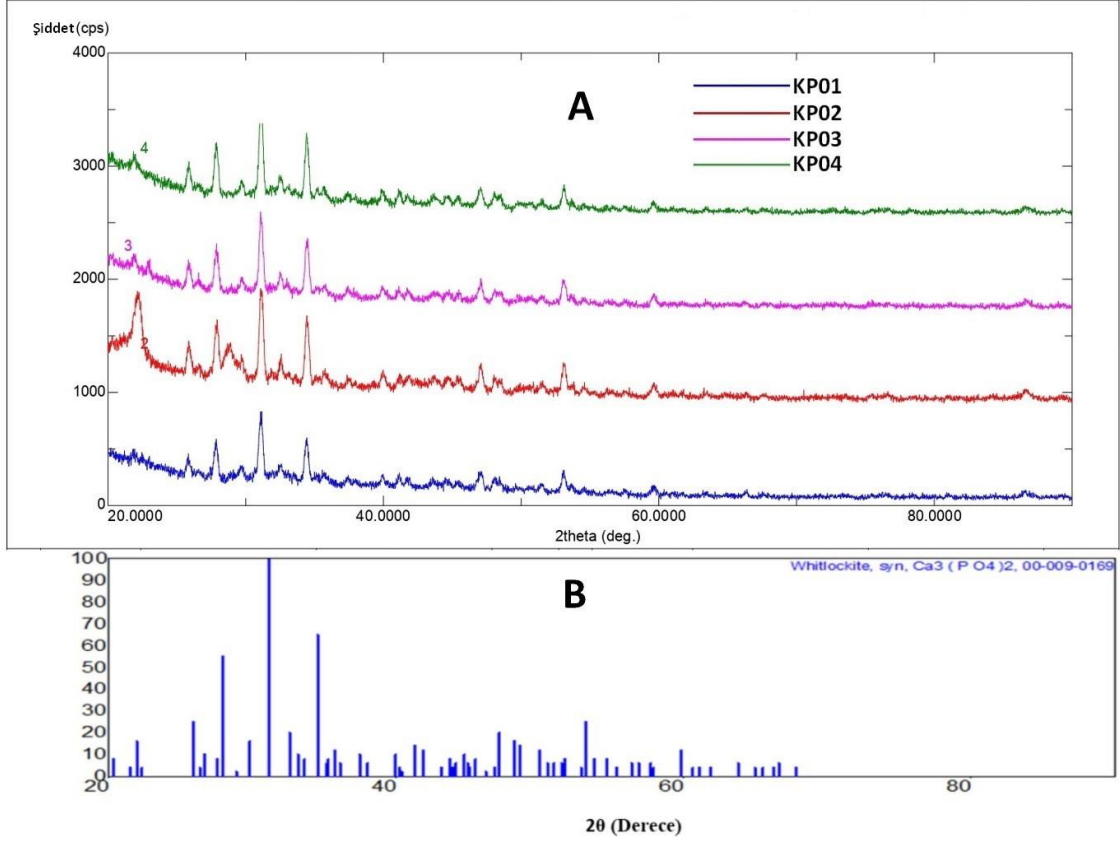 Şiddet (cps)
4000
3000
2000
1000
0
A
KP01
KP02
KP03
KP04
4
3
2
20.0000 40.0000 60.0000 80.0000
2theta (deg.)
B
Whitlockite, syn, Ca3 ( P O4 )2, 00-009-0169
100
90
80
70
60
50
40
30
20
10
0
20 40 60 80
2θ (Derece)